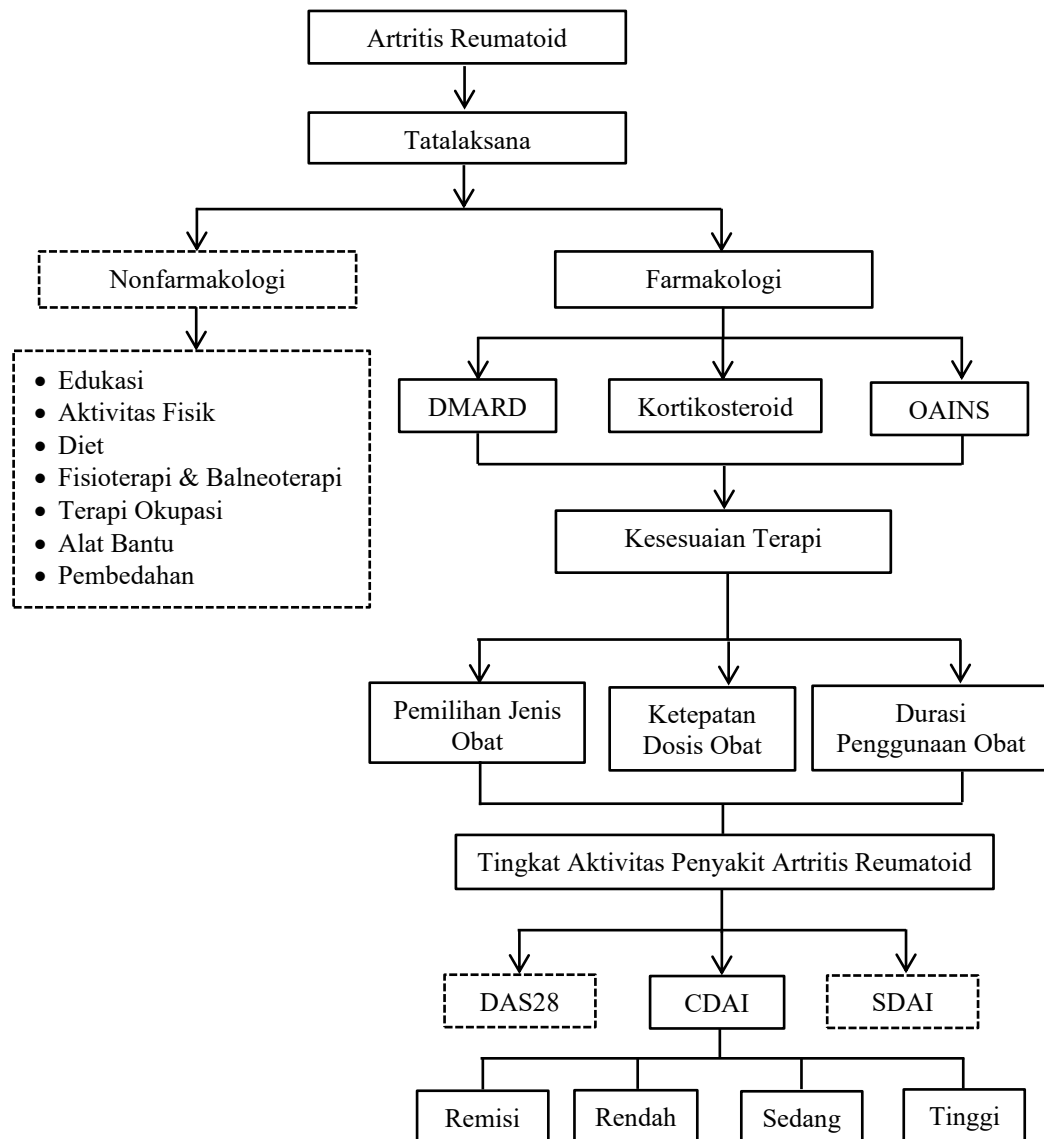 Artritis Reumatoid
Tatalaksana
Nonfarmakologi
Farmakologi
• Edukasi
• Aktivitas Fisik
• Diet
• Fisioterapi & Balneoterapi
• Terapi Okupasi
• Alat Bantu
• Pembedahan
DMARD
Kortikosteroid
OAINS
Kesesuaian Terapi
Pemilihan Jenis
Obat
Ketepatan
Dosis Obat
Durasi
Penggunaan Obat
Tingkat Aktivitas Penyakit Artritis Reumatoid
DAS28
CDAI
SDAI
Remisi
Rendah
Sedang
Tinggi